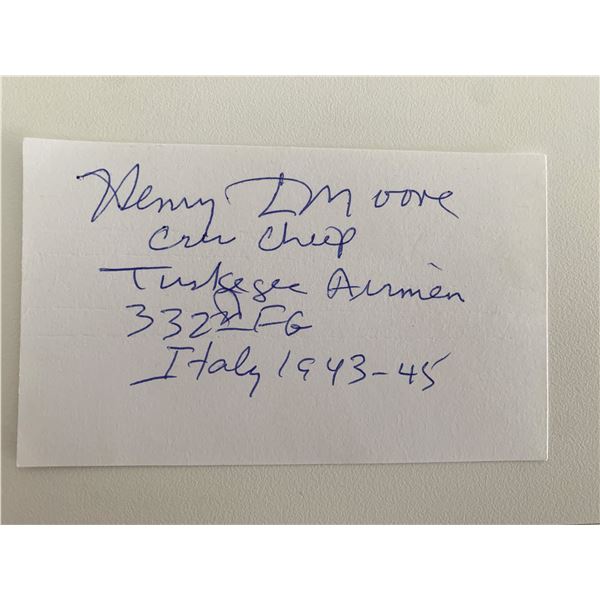 Henry L Moore
Crew Chief
Tuskegee Airmen
332nd FG
Italy 1943-45